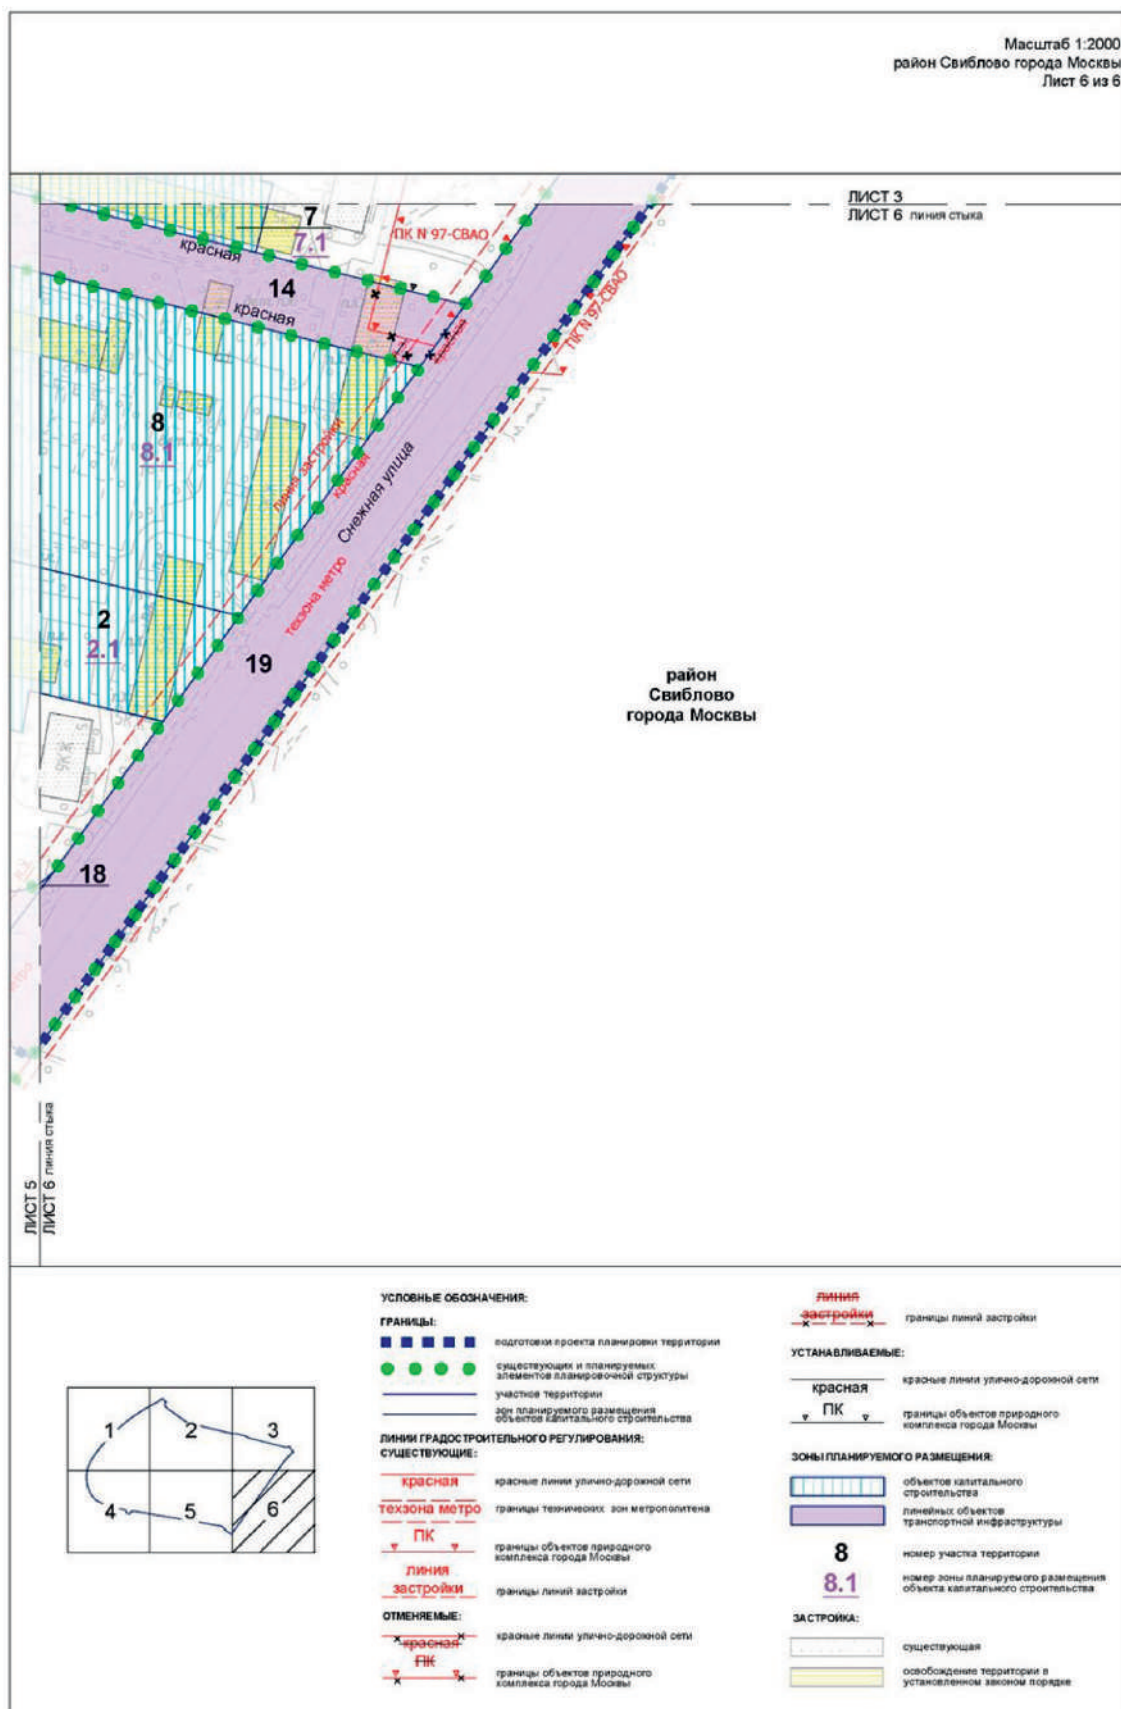 Масштаб 1:2000
район Свиблово города Москвы
Лист 6 из 6
ЛИСТ 3
ЛИСТ 6 линия стыка
7
7.1
ПК N 97-СВАО
красная
14
красная
красная
ПК N 97-СВАО
8
8.1
линия застройки
красная
Снежная улица
техзона метро
2
2.1
19
район
Свиблово
города Москвы
9КЖ
18
ЛИСТ 5
ЛИСТ 6 линия стыка
1
2
3
4
5
6
УСЛОВНЫЕ ОБОЗНАЧЕНИЯ:
ГРАНИЦЫ:
подготовки проекта планировки территории
существующих и планируемых
элементов планировочной структуры
участков территории
зон планируемого размещения
объектов капитального строительства
ЛИНИИ ГРАДОСТРОИТЕЛЬНОГО РЕГУЛИРОВАНИЯ:
СУЩЕСТВУЮЩИЕ:
красная красные линии улично-дорожной сети
техзона метро границы технических зон метрополитена
ПК границы объектов природного
комплекса города Москвы
линия
застройки границы линий застройки
ОТМЕНЯЕМЫЕ:
красная красные линии улично-дорожной сети
ПК границы объектов природного
комплекса города Москвы
линия
застройки границы линий застройки
УСТАНАВЛИВАЕМЫЕ:
красная красные линии улично-дорожной сети
ПК границы объектов природного
комплекса города Москвы
ЗОНЫ ПЛАНИРУЕМОГО РАЗМЕЩЕНИЯ:
объектов капитального
строительства
линейных объектов
транспортной инфраструктуры
8 номер участка территории
8.1 номер зоны планируемого размещения
объекта капитального строительства
ЗАСТРОЙКА:
существующая
освобождение территории в
установленном законом порядке